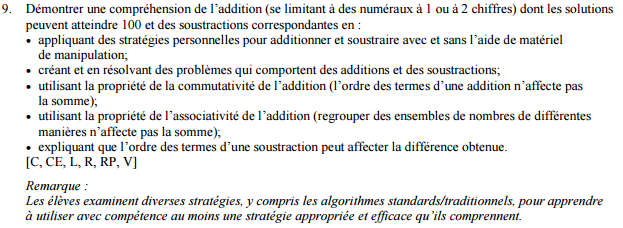 9. Démontrer une compréhension de l'addition (se limitant à des numéraux à 1 ou à 2 chiffres) dont les solutions
peuvent atteindre 100 et des soustractions correspondantes en :
• appliquant des stratégies personnelles pour additionner et soustraire avec et sans l'aide de matériel
de manipulation;
• créant et en résolvant des problèmes qui comportent des additions et des soustractions;
• utilisant la propriété de la commutativité de l'addition (l'ordre des termes d'une addition n'affecte pas
la somme);
• utilisant la propriété de l'associativité de l'addition (regrouper des ensembles de nombres de différentes
manières n'affecte pas la somme);
• expliquant que l'ordre des termes d'une soustraction peut affecter la différence obtenue.
[C, CE, L, R, RP, V]
Remarque :
Les élèves examinent diverses stratégies, y compris les algorithmes standards/traditionnels, pour apprendre
à utiliser avec compétence au moins une stratégie appropriée et efficace qu'ils comprennent.